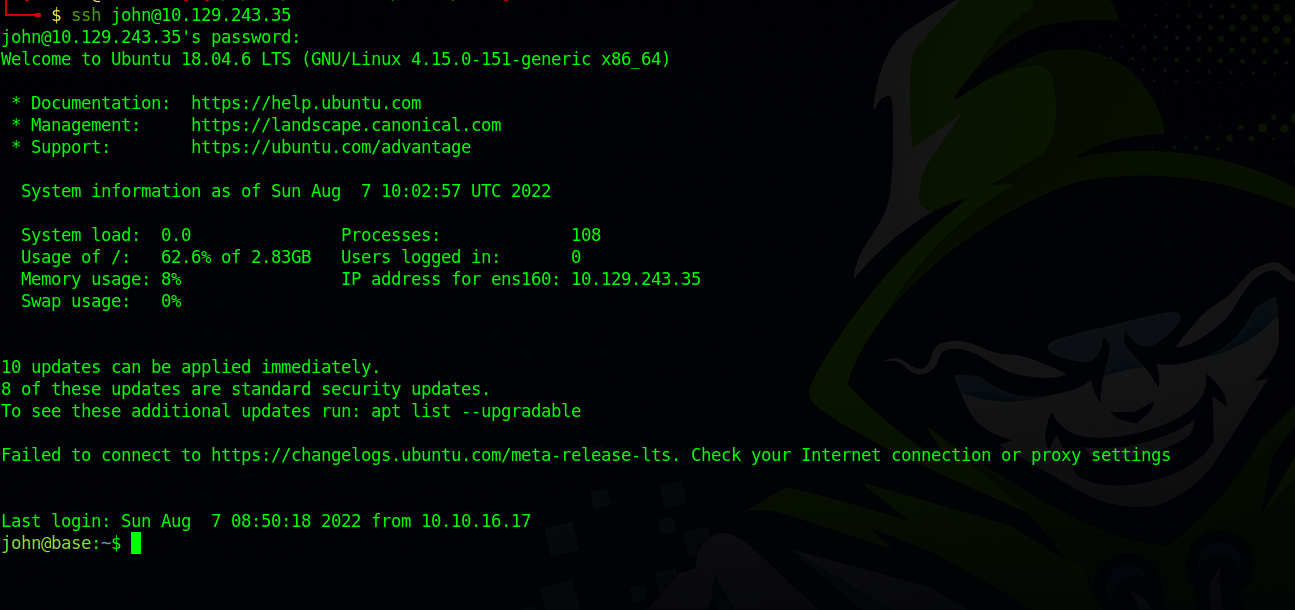 $ ssh john@10.129.243.35
john@10.129.243.35's password:
Welcome to Ubuntu 18.04.6 LTS (GNU/Linux 4.15.0-151-generic x86_64)
* Documentation:  https://help.ubuntu.com
* Management:     https://landscape.canonical.com
* Support:        https://ubuntu.com/advantage
System information as of Sun Aug  7 10:02:57 UTC 2022
System load:  0.0               Processes:             108
Usage of /:   62.6% of 2.83GB   Users logged in:       0
Memory usage: 8%                IP address for ens160: 10.129.243.35
Swap usage:   0%
10 updates can be applied immediately.
8 of these updates are standard security updates.
To see these additional updates run: apt list --upgradable
Failed to connect to https://changelogs.ubuntu.com/meta-release-lts. Check your Internet connection or proxy settings
Last login: Sun Aug  7 08:50:18 2022 from 10.10.16.17
john@base:~$